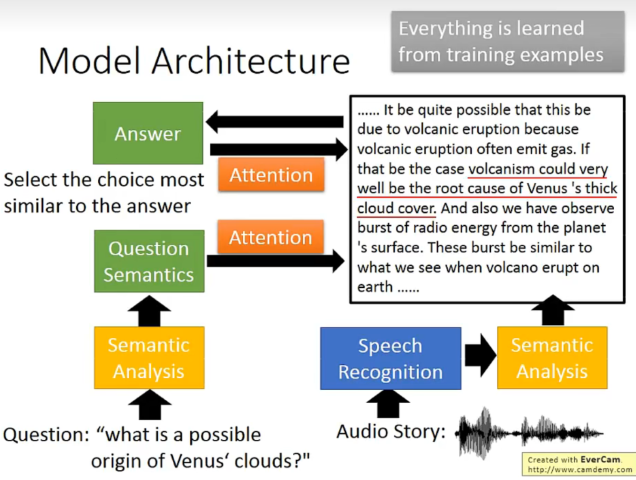 Model Architecture
Everything is learned
from training examples
Answer
Select the choice most
similar to the answer
Attention
Attention
Question
Semantics
Semantic
Analysis
Question: “what is a possible
origin of Venus‘ clouds?"
...... It be quite possible that this be
due to volcanic eruption because
volcanic eruption often emit gas. If
that be the case volcanism could very
well be the root cause of Venus 's thick
cloud cover. And also we have observe
burst of radio energy from the planet
's surface. These burst be similar to
what we see when volcano erupt on
earth ......
Speech
Recognition
Semantic
Analysis
Audio Story:
Created with EverCam.
http://www.camdemy.com